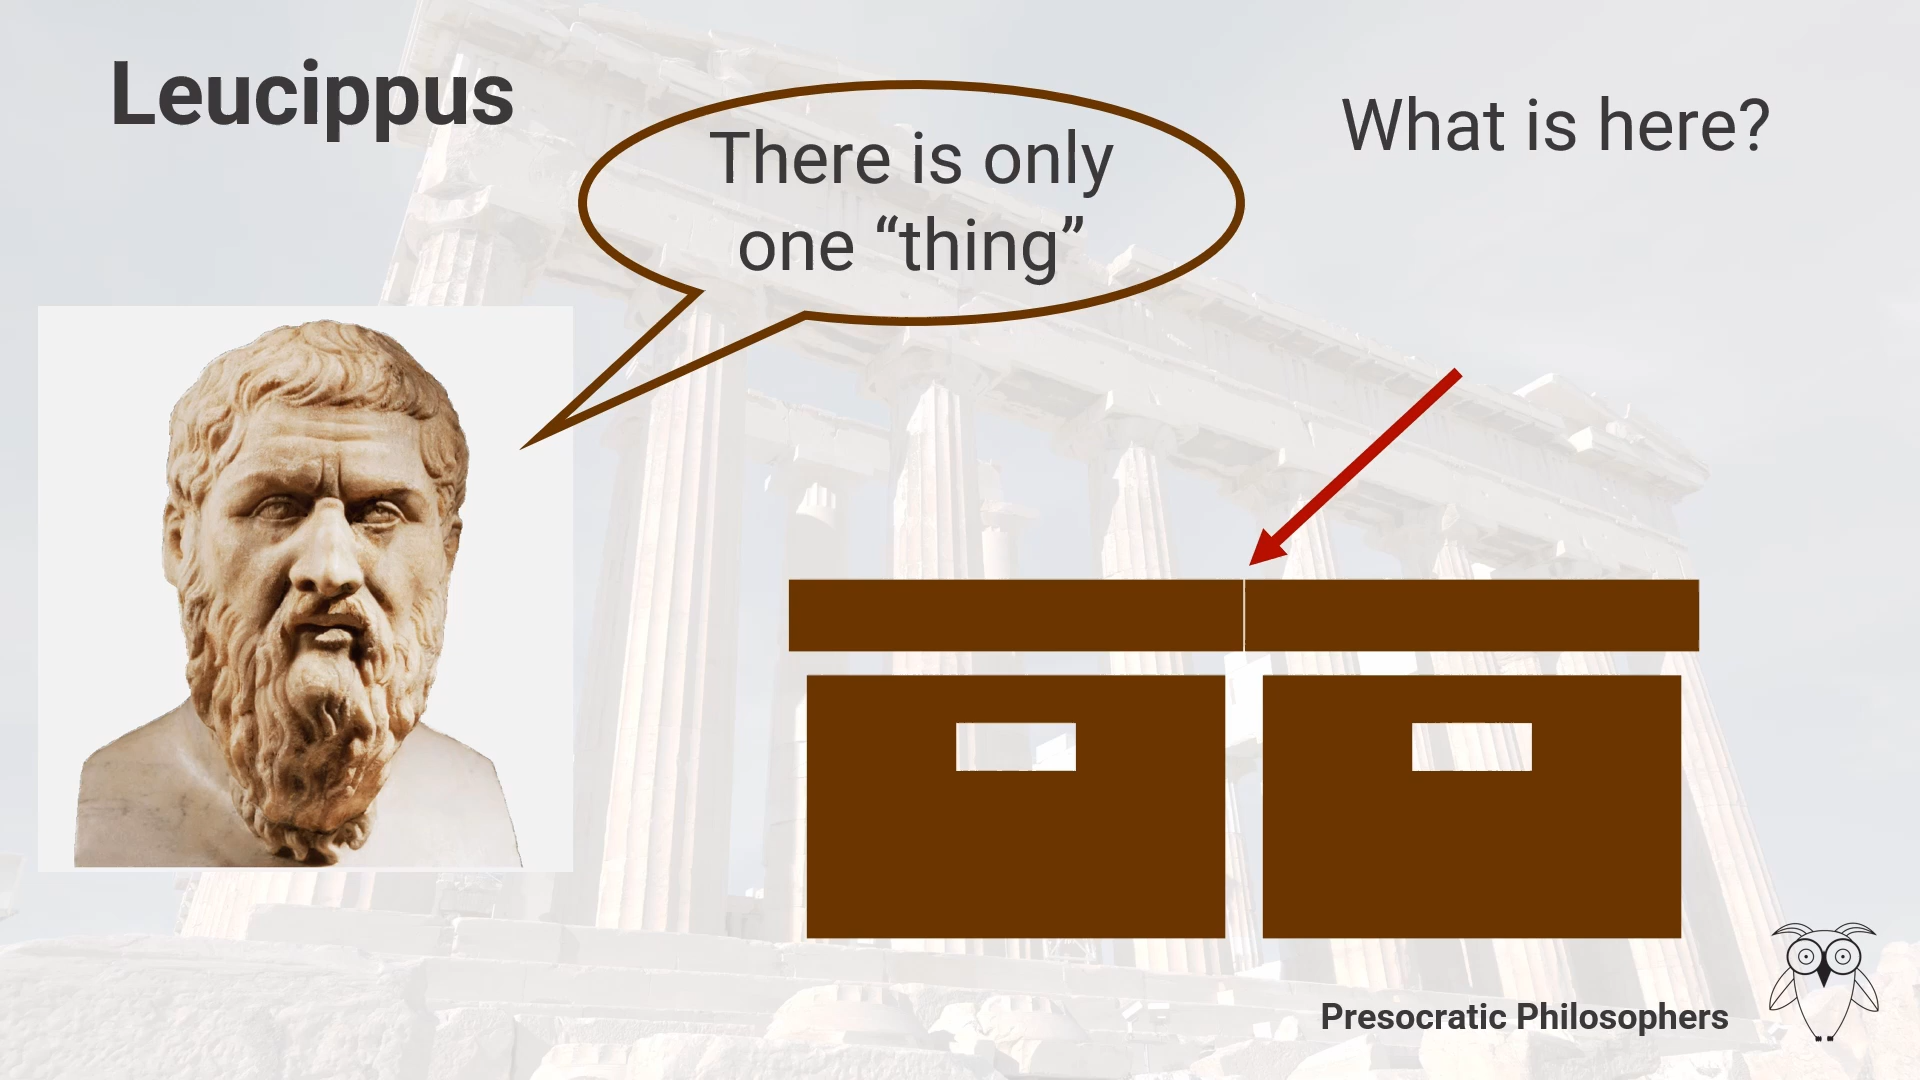 Leucippus
There is only
one “thing”
What is here?
Presocratic Philosophers